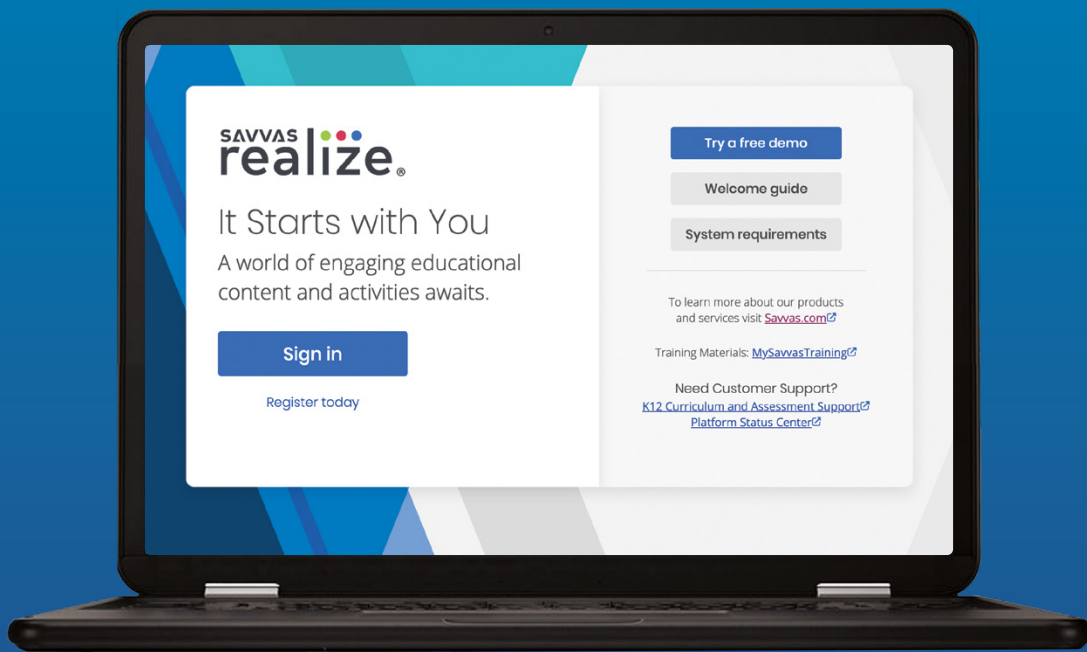 SAVVAS
realize®
It Starts with You
A world of engaging educational
content and activities awaits.
Sign in
Register today
Try a free demo
Welcome guide
System requirements
To learn more about our products
and services visit Savvas.com
Training Materials: MySavvasTraining
Need Customer Support?
K12 Curriculum and Assessment Support
Platform Status Center